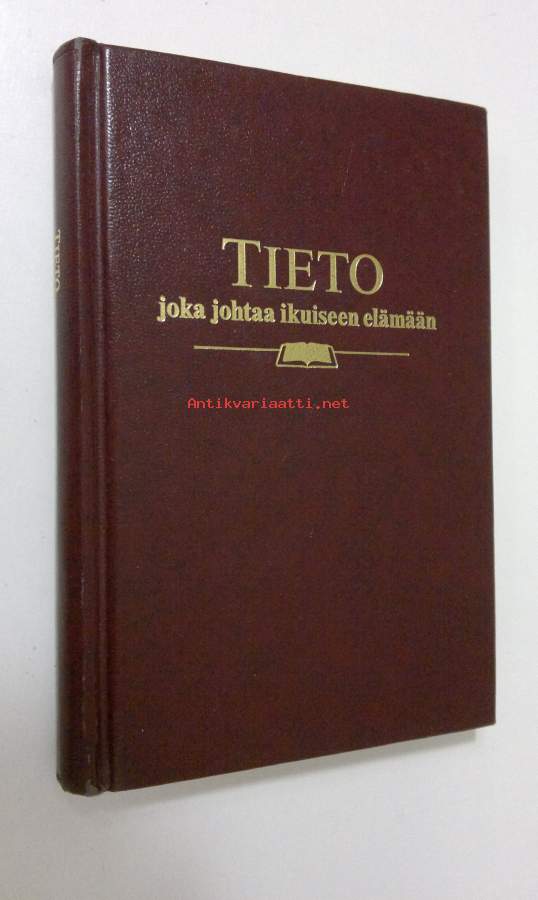 TIETO
TIETO
joka johtaa ikuiseen elämään
Antikvariaatti.net